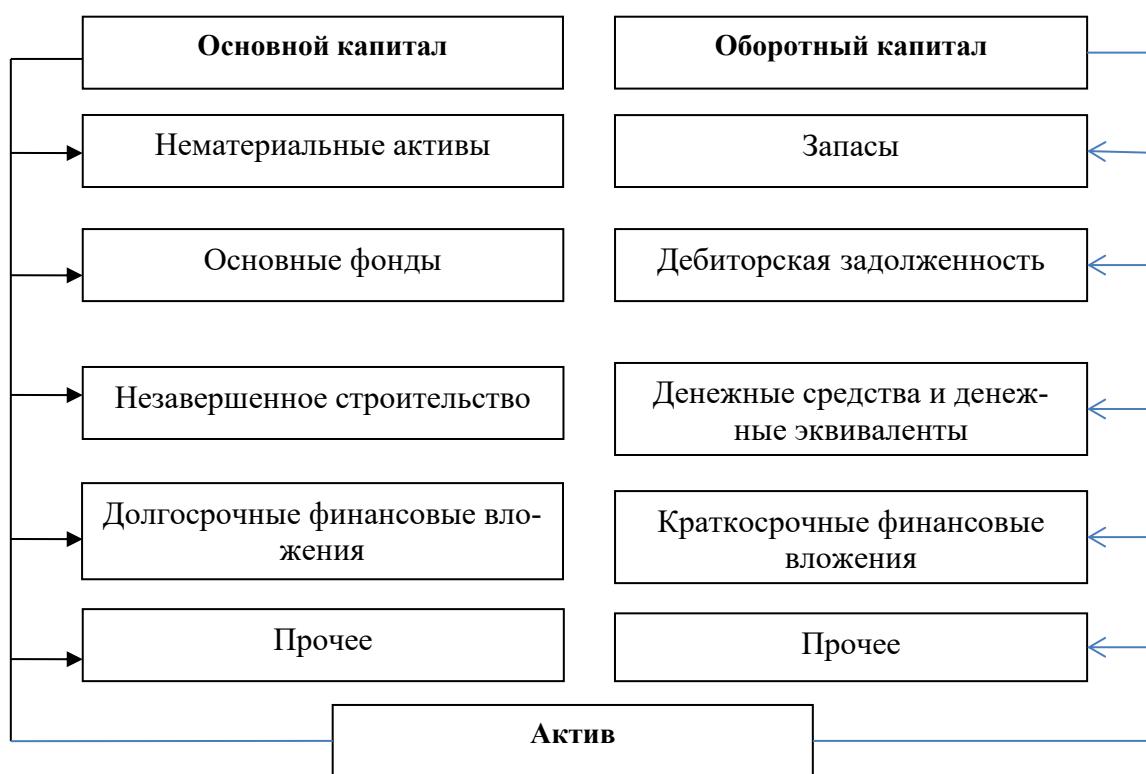 Основной капитал
Оборотный капитал
Нематериальные активы
Запасы
Основные фонды
Дебиторская задолженность
Незавершенное строительство
Денежные средства и денеж-
ные эквиваленты
Долгосрочные финансовые вло-
жения
Краткосрочные финансовые
вложения
Прочее
Прочее
Актив